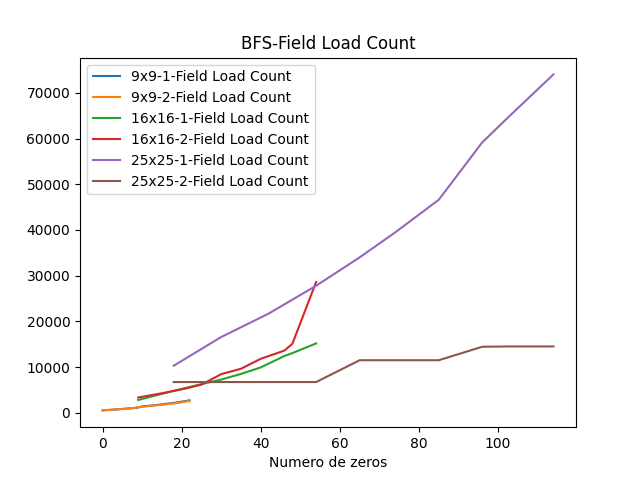 BFS-Field Load Count
9x9-1-Field Load Count
9x9-2-Field Load Count
16x16-1-Field Load Count
16x16-2-Field Load Count
25x25-1-Field Load Count
25x25-2-Field Load Count
70000
60000
50000
40000
30000
20000
10000
0
0 20 40 60 80 100
Numero de zeros